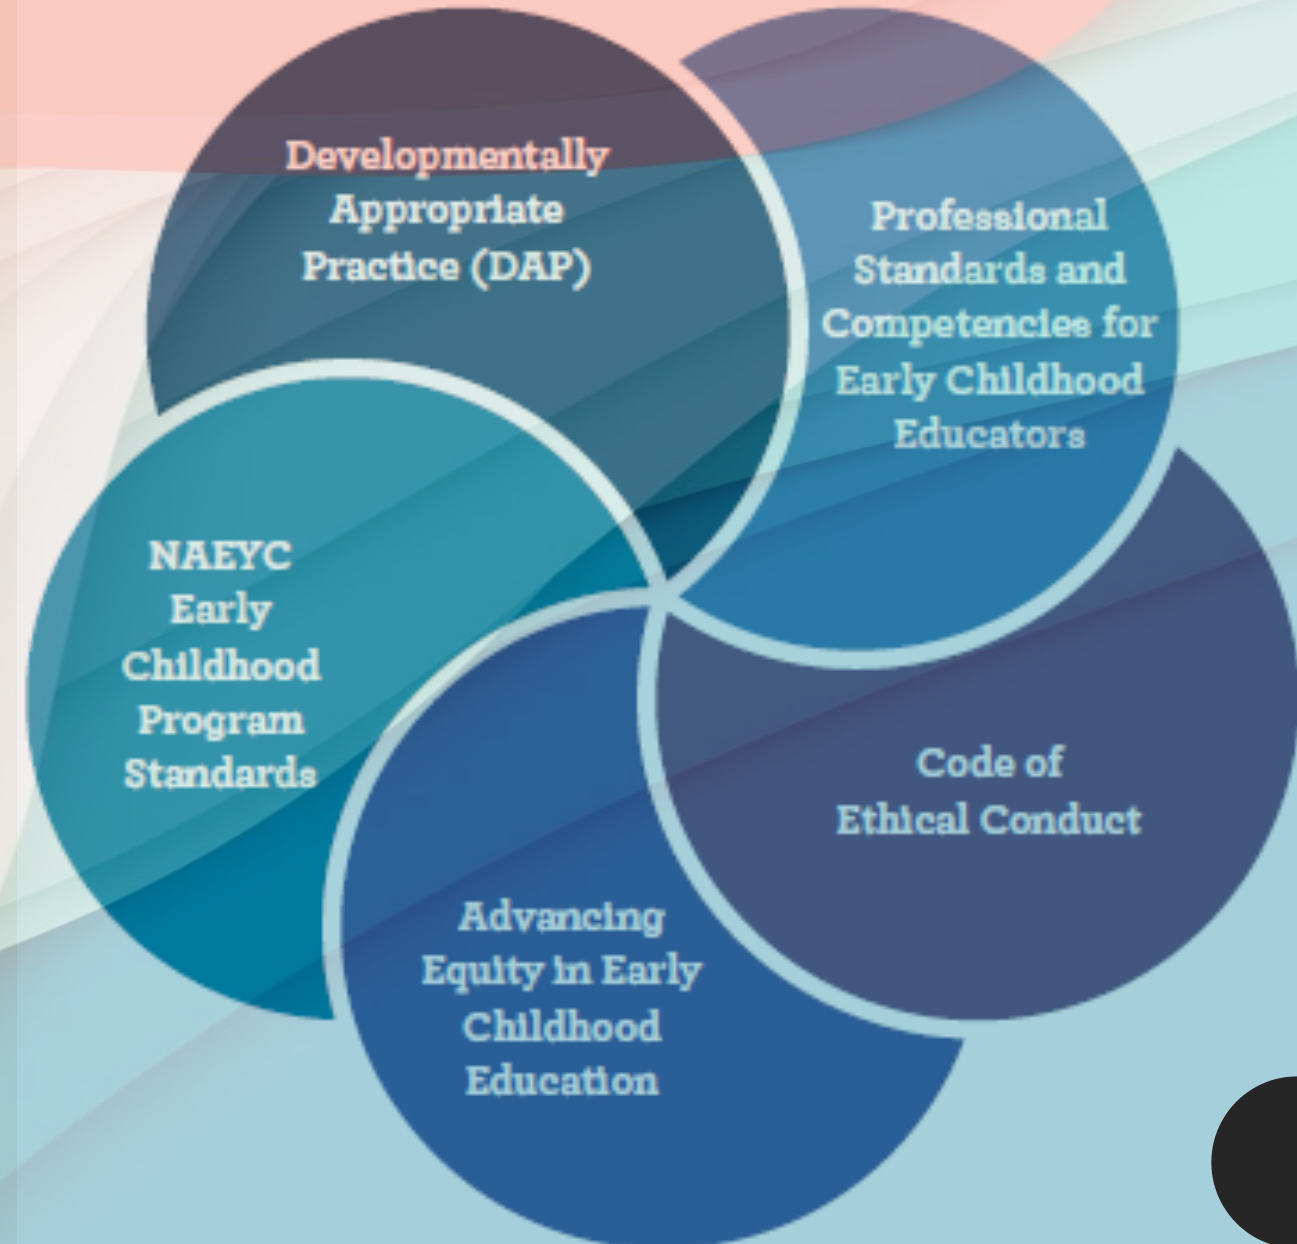 Developmentally
Appropriate
Practice (DAP)
Professional
Standards and
Competencies for
Early Childhood
Educators
NAEYC
Early
Childhood
Program
Standards
Code of
Ethical Conduct
Advancing
Equity in Early
Childhood
Education